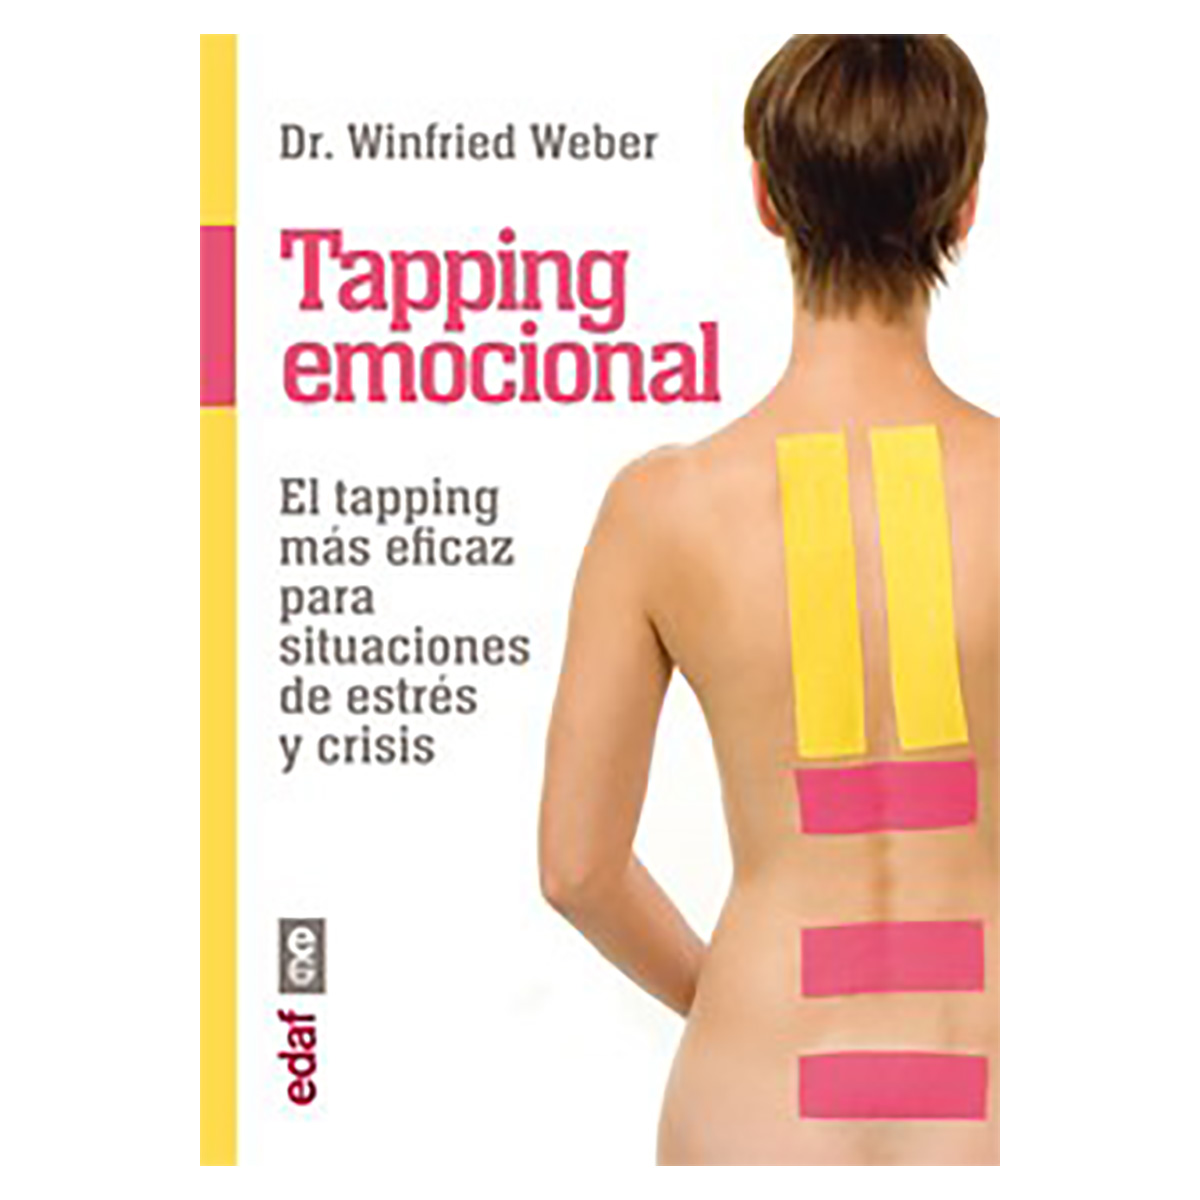 Dr. Winfried Weber
Tapping
emocional
El tapping
más eficaz
para
situaciones
de estrés
y crisis
edaf